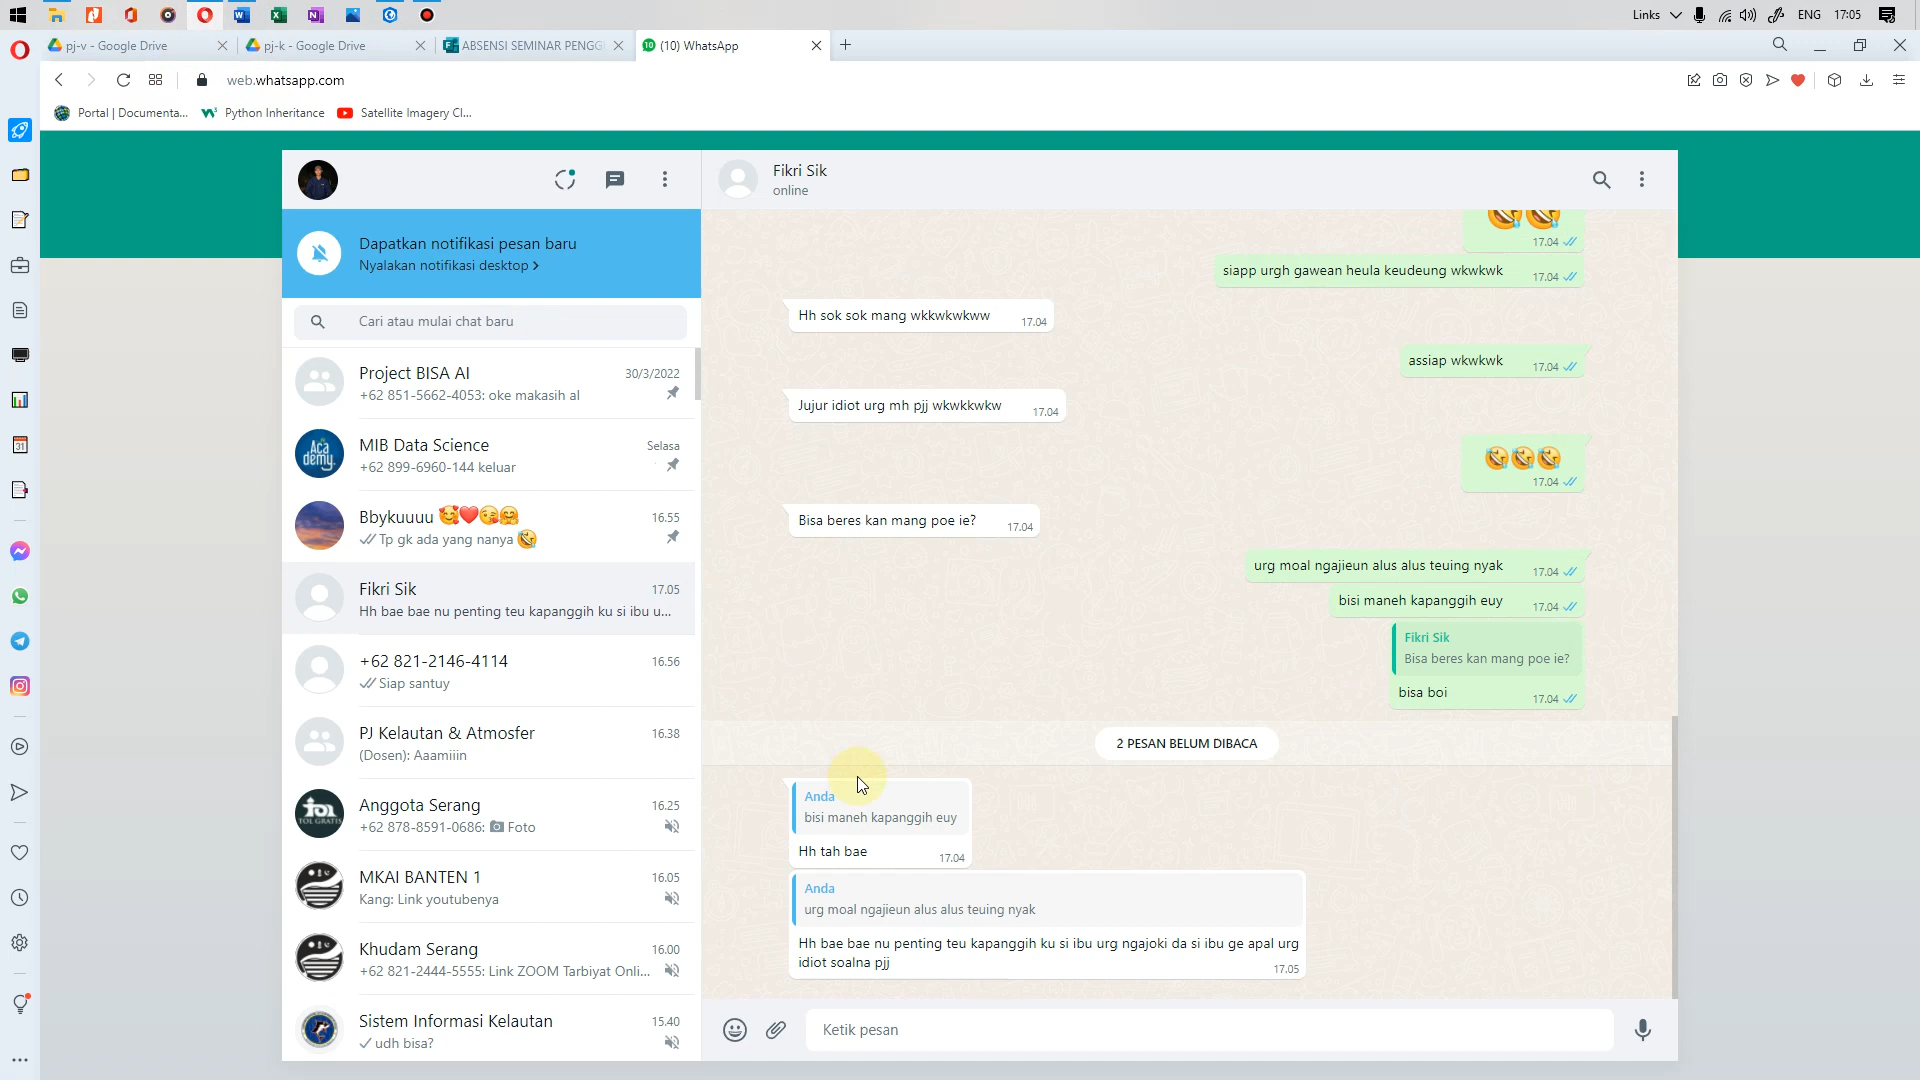 Links
ENG
17:05
pj-v - Google Drive
pj-k - Google Drive
ABSENSI SEMINAR PENGG
(10) WhatsApp
web.whatsapp.com
Portal | Documenta...
Python Inheritance
Satellite Imagery Cl...
Dapatkan notifikasi pesan baru
Nyalakan notifikasi desktop >
Cari atau mulai chat baru
Project BISA AI
30/3/2022
+62 851-5662-4053: oke makasih al
Aca
demy.
MIB Data Science
Selasa
+62 899-6960-144 keluar
Bbykuuuu 🥰❤️😘🤗
16.55
Tp gk ada yang nanya 🤣
Fikri Sik
17.05
Hh bae bae nu penting teu kapanggih ku si ibu u...
+62 821-2146-4114
16.56
Siap santuy
PJ Kelautan & Atmosfer
16.38
(Dosen): Aaamiiin
TOL GRATIS
Anggota Serang
16.25
+62 878-8591-0686: Foto
MKAI BANTEN 1
16.05
Kang: Link youtubenya
Khudam Serang
16.00
+62 821-2444-5555: Link ZOOM Tarbiyat Onli...
Sistem Informasi Kelautan
15.40
udh bisa?
Fikri Sik
online
🤣🤣
17.04
siapp urgh gawean heula keudeung wkwkwk
17.04
Hh sok sok mang wkkwkwkww
17.04
assiap wkwkwk
17.04
Jujur idiot urg mh pjj wkwkkwkw
17.04
🤣🤣🤣
17.04
Bisa beres kan mang poe ie?
17.04
urg moal ngajieun alus alus teuing nyak
17.04
bisi maneh kapanggih euy
17.04
Fikri Sik
Bisa beres kan mang poe ie?
bisa boi
17.04
2 PESAN BELUM DIBACA
Anda
bisi maneh kapanggih euy
Hh tah bae
17.04
Anda
urg moal ngajieun alus alus teuing nyak
Hh bae bae nu penting teu kapanggih ku si ibu urg ngajoki da si ibu ge apal urg
idiot soalna pjj
17.05
Ketik pesan